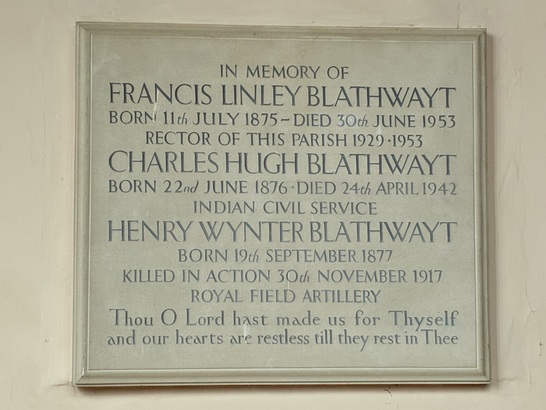 IN MEMORY OF
FRANCIS LINLEY BLATHWAYT
BORN 11th JULY 1875 – DIED 30th JUNE 1953
RECTOR OF THIS PARISH 1929·1953
CHARLES HUGH BLATHWAYT
BORN 22nd JUNE 1876 · DIED 24th APRIL 1942
INDIAN CIVIL SERVICE
HENRY WYNTER BLATHWAYT
BORN 19th SEPTEMBER 1877
KILLED IN ACTION 30th NOVEMBER 1917
ROYAL FIELD ARTILLERY
Thou O Lord hast made us for Thyself
and our hearts are restless till they rest in Thee